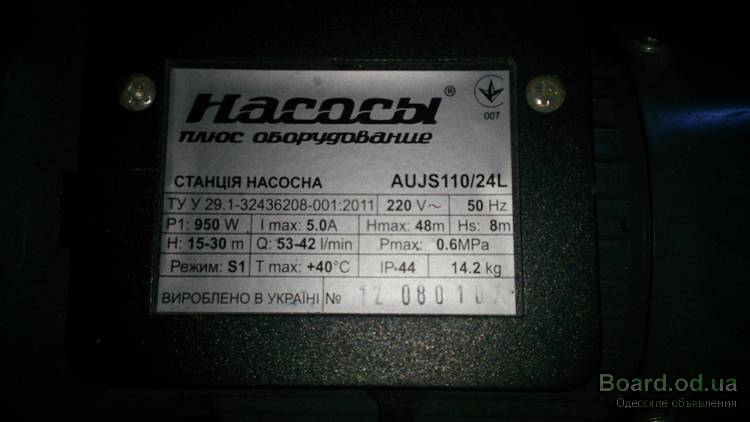 Насосы ®
плюс оборудование
007
СТАНЦІЯ НАСОСНА AUJS110/24L
ТУ У 29.1-32436208-001:2011 220 V~ 50 Hz
P1: 950 W I max: 5.0A Hmax: 48m Hs: 8m
H: 15-30 m Q: 53-42 l/min Pmax: 0.6MPa
Режим: S1 T max: +40°C IP-44 14.2 kg
ВИРОБЛЕНО В УКРАЇНІ №
Board.od.ua
Одесские объявления